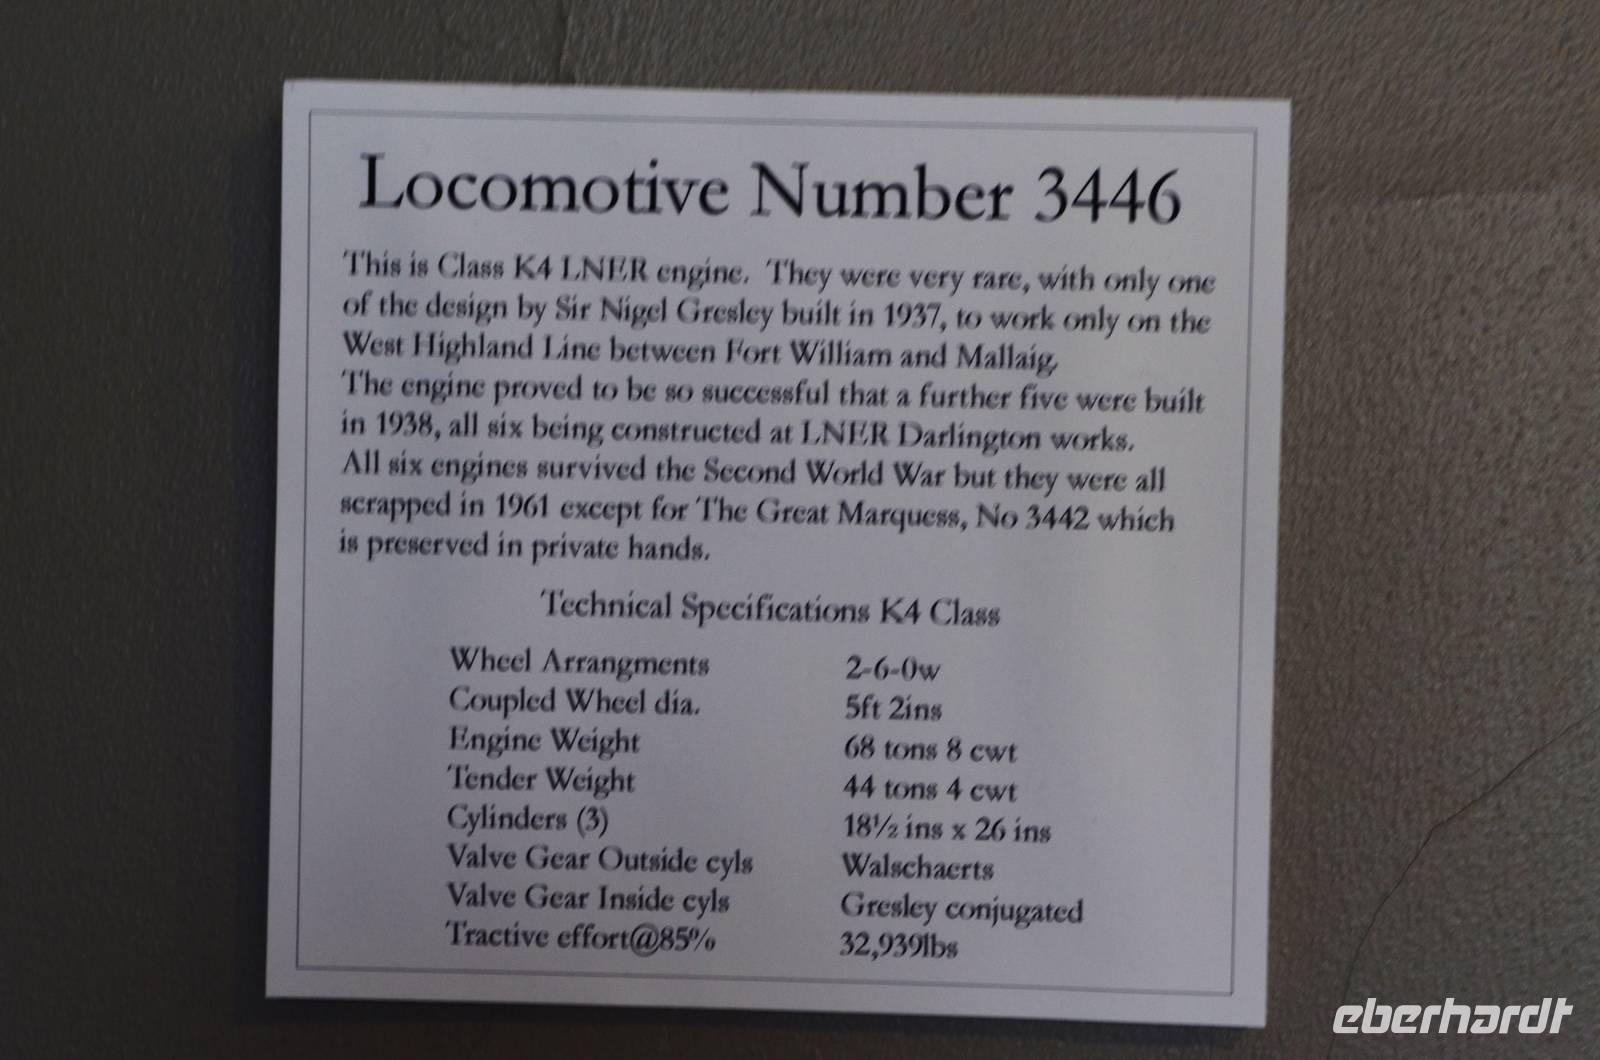 Locomotive Number 3446
This is Class K4 LNER engine. They were very rare, with only one
of the design by Sir Nigel Gresley built in 1937, to work only on the
West Highland Line between Fort William and Mallaig.
The engine proved to be so successful that a further five were built
in 1938, all six being constructed at LNER Darlington works.
All six engines survived the Second World War but they were all
scrapped in 1961 except for The Great Marquess, No 3442 which
is preserved in private hands.
Technical Specifications K4 Class
Wheel Arrangments 2-6-0w
Coupled Wheel dia. 5ft 2ins
Engine Weight 68 tons 8 cwt
Tender Weight 44 tons 4 cwt
Cylinders (3) 18½ ins x 26 ins
Valve Gear Outside cyls Walschaerts
Valve Gear Inside cyls Gresley conjugated
Tractive effort@85% 32,939lbs
eberhardt